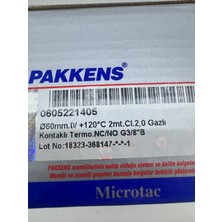 PAKKENS
0605221405
Ø60mm.0/ +120°C 2mt.Cl.2,0 Gazlı
Kontaklı Termo.NC/NO G3/8"B
Lot No:18323-368147-*-*-1
Microtac